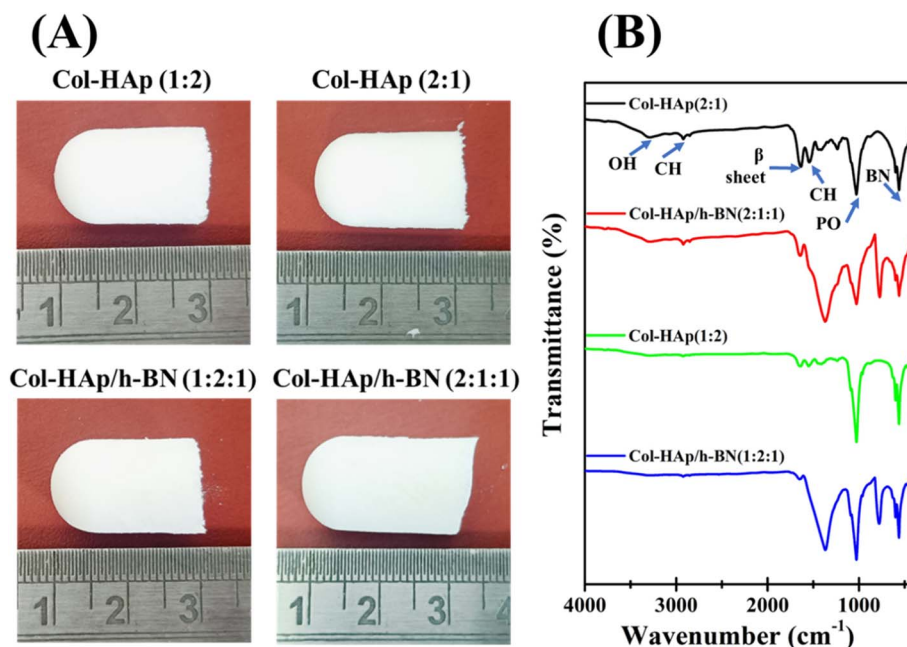 (A)
Col-HAp (1:2) Col-HAp (2:1)
1 2 3
1 2 3
Col-HAp/h-BN (1:2:1) Col-HAp/h-BN (2:1:1)
1 2 3
1 2 3
(B)
Col-HAp(2:1)
OH
CH
β
sheet
CH
PO
BN
Col-HAp/h-BN(2:1:1)
Col-HAp(1:2)
Col-HAp/h-BN(1:2:1)
Transmittance (%)
4000 3000 2000 1000
Wavenumber (cm⁻¹)